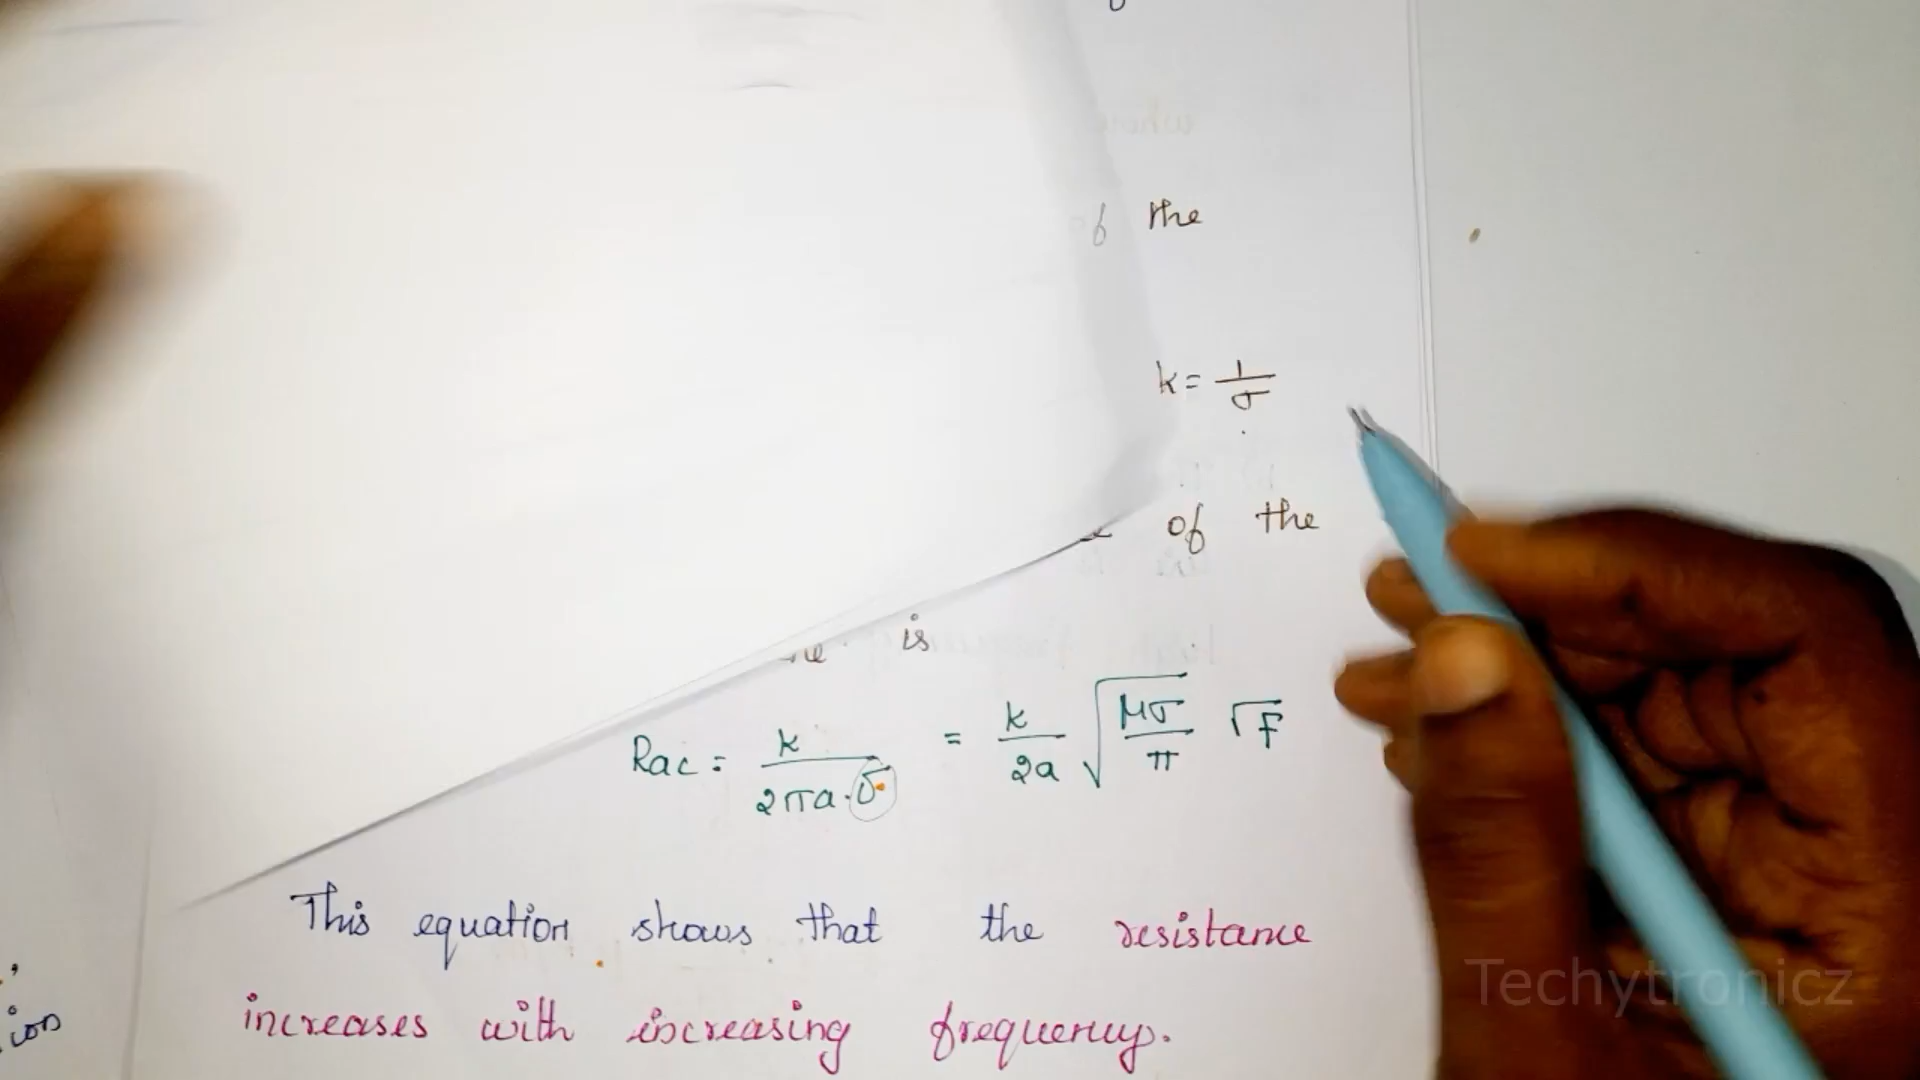 of the
k = 1/σ
of the
is
Rac = k/(2πa·δ) = k/2a √(μσ/π) √F
This equation shows that the resistance
increases with increasing frequency.
Techytronicz